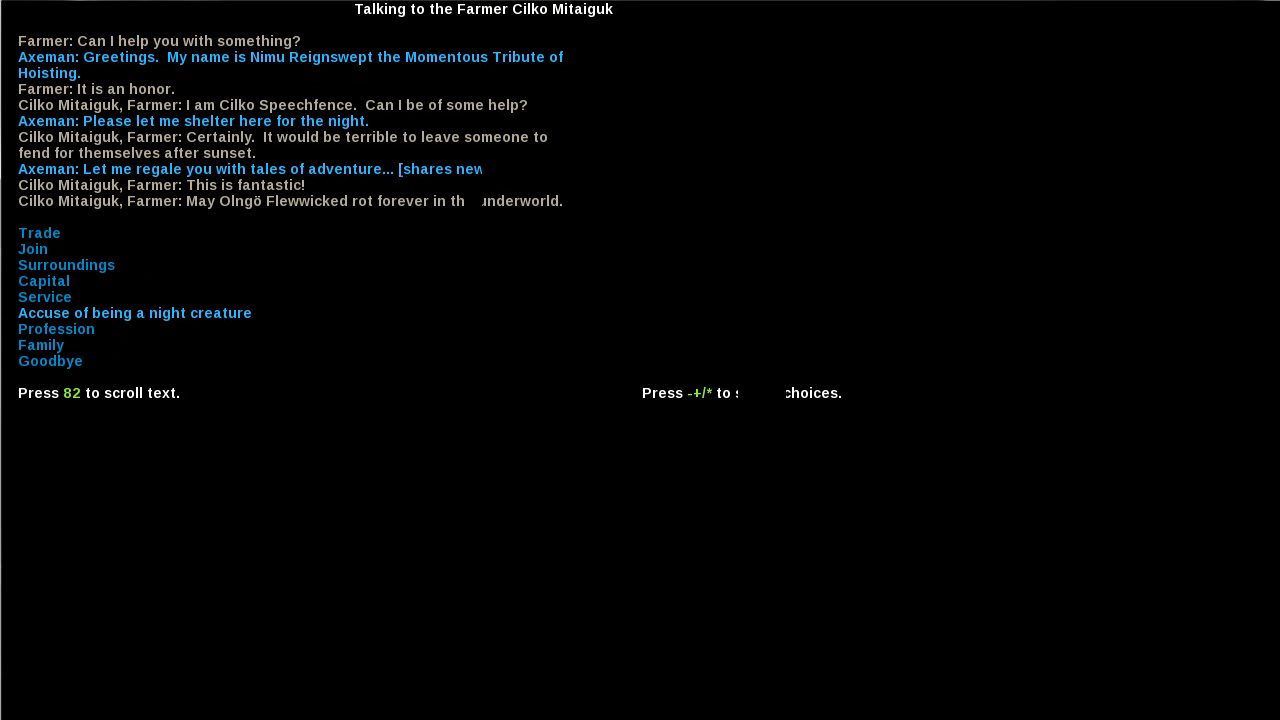 Talking to the Farmer Cilko Mitaiguk
Farmer: Can I help you with something?
Axeman: Greetings.  My name is Nimu Reignswept the Momentous Tribute of
Hoisting.
Farmer: It is an honor.
Cilko Mitaiguk, Farmer: I am Cilko Speechfence.  Can I be of some help?
Axeman: Please let me shelter here for the night.
Cilko Mitaiguk, Farmer: Certainly.  It would be terrible to leave someone to
fend for themselves after sunset.
Axeman: Let me regale you with tales of adventure... [shares
Cilko Mitaiguk, Farmer: This is fantastic!
Cilko Mitaiguk, Farmer: May Olngö Flewwicked rot forever in underworld.
Trade
Join
Surroundings
Capital
Service
Accuse of being a night creature
Profession
Family
Goodbye
Press 82 to scroll text.
Press -+/* to choices.